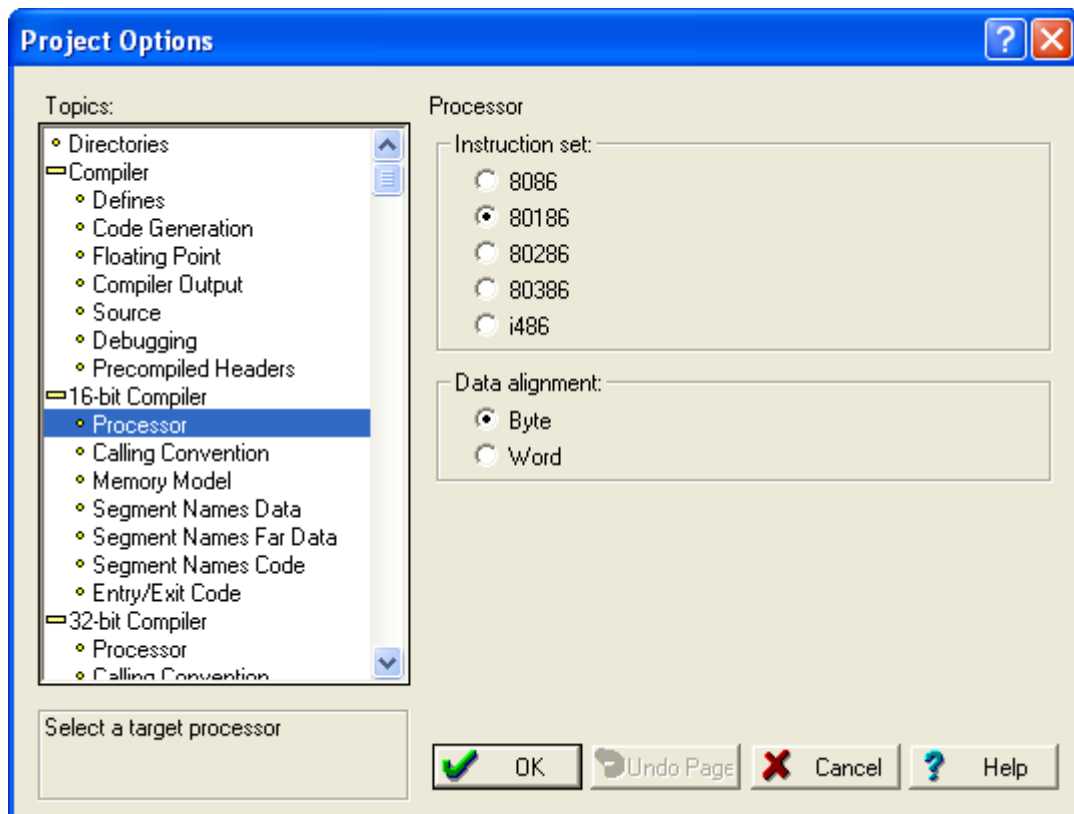 Project Options
Topics:
Directories
Compiler
Defines
Code Generation
Floating Point
Compiler Output
Source
Debugging
Precompiled Headers
16-bit Compiler
Processor
Calling Convention
Memory Model
Segment Names Data
Segment Names Far Data
Segment Names Code
Entry/Exit Code
32-bit Compiler
Processor
Calling Convention
Select a target processor
Processor
Instruction set:
8086
80186
80286
80386
i486
Data alignment:
Byte
Word
OK
Undo Page
Cancel
Help